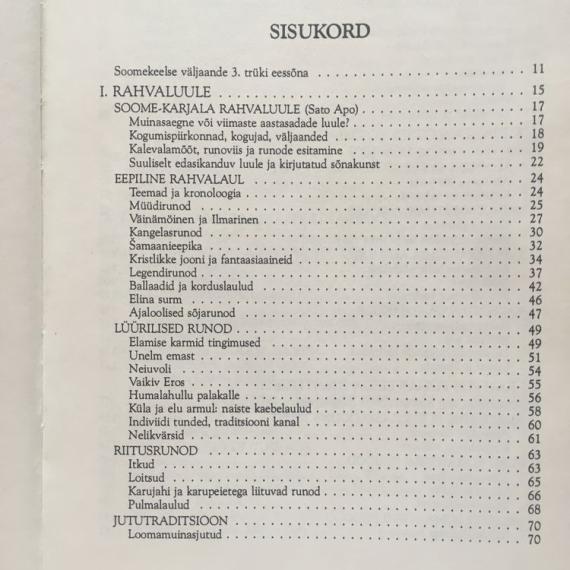 SISUKORD
Soomekeelse väljaande 3. trüki eessõna . . . . . . . . . . . . . . . . . . . . . . . . 11
I. RAHVALUULE . . . . . . . . . . . . . . . . . . . . . . . . . . . . . . . . . . . . 15
SOOME-KARJALA RAHVALUULE (Sato Apo) . . . . . . . . . . . . . . . . . . . 17
Muinasaegne või viimaste aastasadade luule? . . . . . . . . . . . . . . . . . . . . 17
Kogumispiirkonnad, kogujad, väljaanded . . . . . . . . . . . . . . . . . . . . . . 18
Kalevalamõõt, runoviis ja runode esitamine . . . . . . . . . . . . . . . . . . . . 19
Suuliselt edasikanduv luule ja kirjutatud sõnakunst . . . . . . . . . . . . . . . 22
EEPILINE RAHVALAUL . . . . . . . . . . . . . . . . . . . . . . . . . . . . . . . 24
Teemad ja kronoloogia . . . . . . . . . . . . . . . . . . . . . . . . . . . . . . . 24
Müüdirunod . . . . . . . . . . . . . . . . . . . . . . . . . . . . . . . . . . . . 25
Väinämöinen ja Ilmarinen . . . . . . . . . . . . . . . . . . . . . . . . . . . . . 27
Kangelasrunod . . . . . . . . . . . . . . . . . . . . . . . . . . . . . . . . . . . 30
Šamaanieepika . . . . . . . . . . . . . . . . . . . . . . . . . . . . . . . . . . . 32
Kristlikke jooni ja fantaasiaaineid . . . . . . . . . . . . . . . . . . . . . . . . . 34
Legendirunod . . . . . . . . . . . . . . . . . . . . . . . . . . . . . . . . . . . . 37
Ballaadid ja korduslaulud . . . . . . . . . . . . . . . . . . . . . . . . . . . . . 42
Elina surm . . . . . . . . . . . . . . . . . . . . . . . . . . . . . . . . . . . . . 46
Ajaloolised sõjarunod . . . . . . . . . . . . . . . . . . . . . . . . . . . . . . . 47
LÜÜRILISED RUNOD . . . . . . . . . . . . . . . . . . . . . . . . . . . . . . . . 49
Elamise karmid tingimused . . . . . . . . . . . . . . . . . . . . . . . . . . . . 49
Unelm emast . . . . . . . . . . . . . . . . . . . . . . . . . . . . . . . . . . . . 51
Neiuvoli . . . . . . . . . . . . . . . . . . . . . . . . . . . . . . . . . . . . . . 54
Vaikiv Eros . . . . . . . . . . . . . . . . . . . . . . . . . . . . . . . . . . . . 55
Humalahullu palakalle . . . . . . . . . . . . . . . . . . . . . . . . . . . . . . . 56
Küla ja elu armul: naiste kaebelaulud . . . . . . . . . . . . . . . . . . . . . . . 58
Indiviidi tunded, traditsiooni kanal . . . . . . . . . . . . . . . . . . . . . . . . 60
Nelikvärsid . . . . . . . . . . . . . . . . . . . . . . . . . . . . . . . . . . . . . 61
RIITUSRUNOD . . . . . . . . . . . . . . . . . . . . . . . . . . . . . . . . . . . 63
Itkud . . . . . . . . . . . . . . . . . . . . . . . . . . . . . . . . . . . . . . . . 63
Loitsud . . . . . . . . . . . . . . . . . . . . . . . . . . . . . . . . . . . . . . . 65
Karujahi ja karupeietega liituvad runod . . . . . . . . . . . . . . . . . . . . . . 66
Pulmalaulud . . . . . . . . . . . . . . . . . . . . . . . . . . . . . . . . . . . . 68
JUTUTRADITSIOON . . . . . . . . . . . . . . . . . . . . . . . . . . . . . . . . . 70
Loomamuinasjutud . . . . . . . . . . . . . . . . . . . . . . . . . . . . . . . . . 70